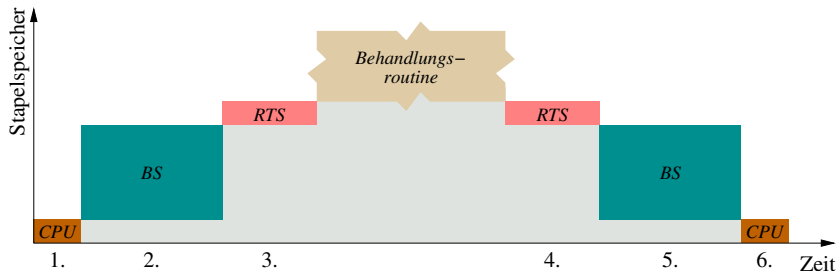 Stapelspeicher
Behandlungs−
routine
RTS
RTS
BS
BS
CPU
CPU
1.
2.
3.
4.
5.
6.
Zeit